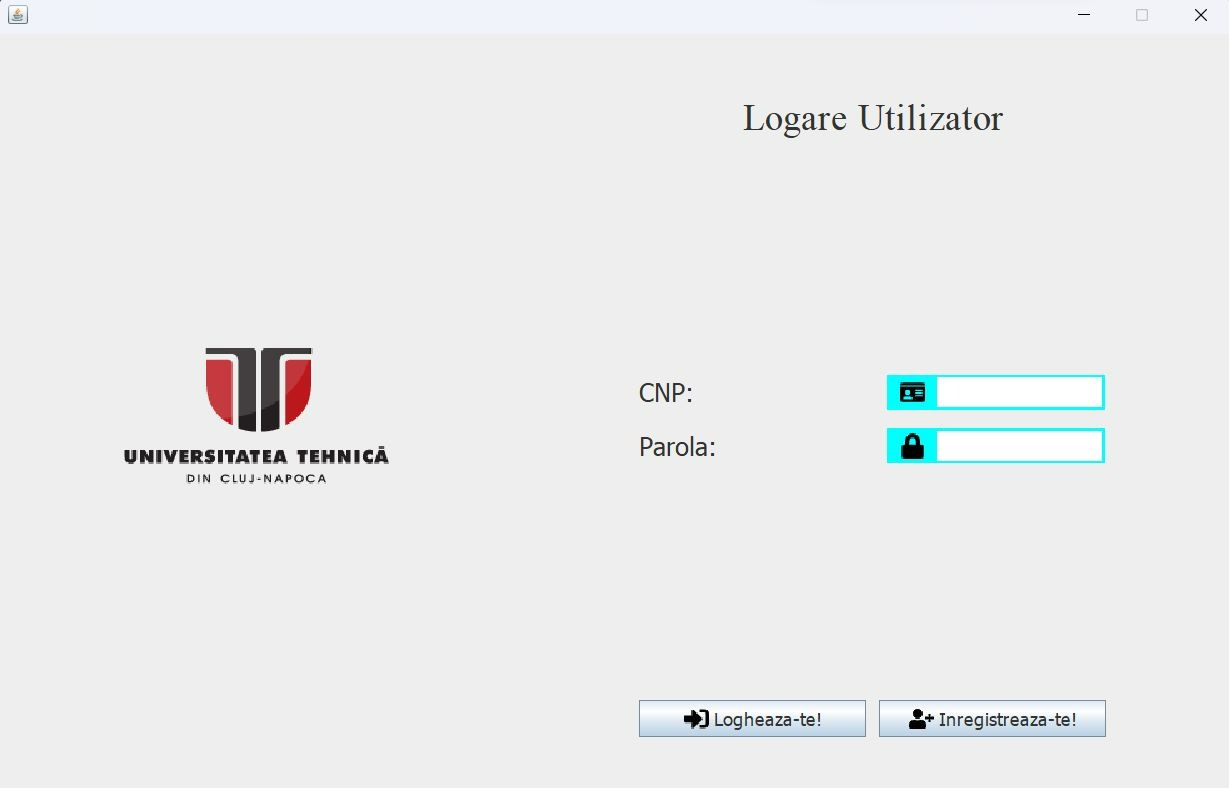 Logare Utilizator
UNIVERSITATEA TEHNICĂ
DIN CLUJ-NAPOCA
CNP:
Parola:
Logheaza-te!
Inregistreaza-te!